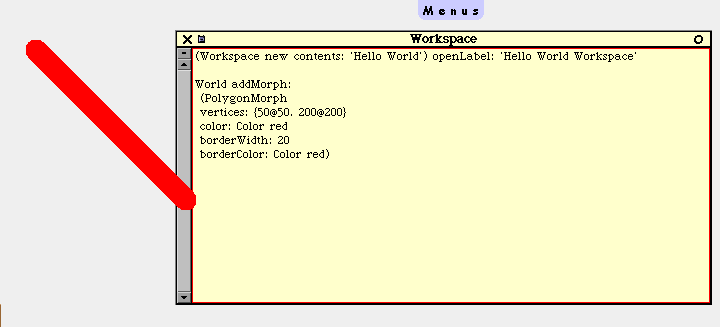 Menus
Workspace
(Workspace new contents: 'Hello World') openLabel: 'Hello World Workspace'
World addMorph:
(PolygonMorph
vertices: {50@50. 200@200}
color: Color red
borderWidth: 20
borderColor: Color red)